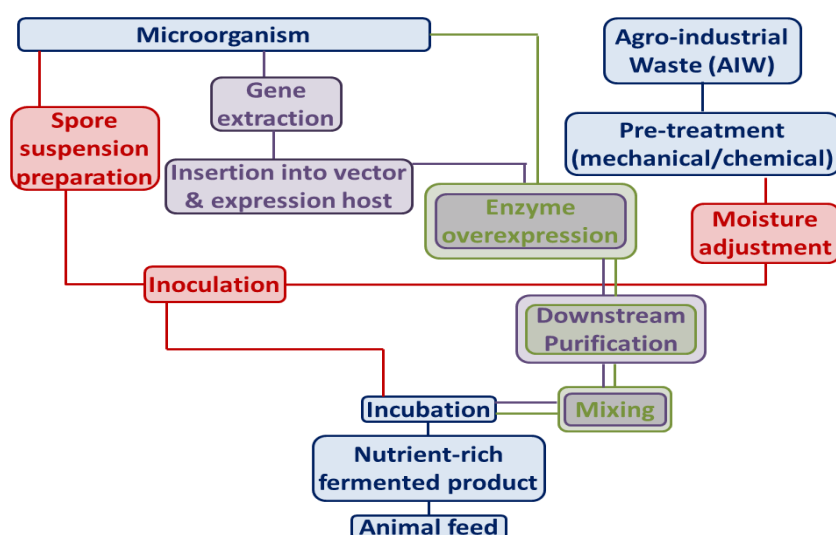 Microorganism
Agro-industrial
Waste (AIW)
Gene
extraction
Spore
suspension
preparation
Pre-treatment
(mechanical/chemical)
Insertion into vector
& expression host
Enzyme
overexpression
Moisture
adjustment
Inoculation
Downstream
Purification
Incubation
Mixing
Nutrient-rich
fermented product
Animal feed